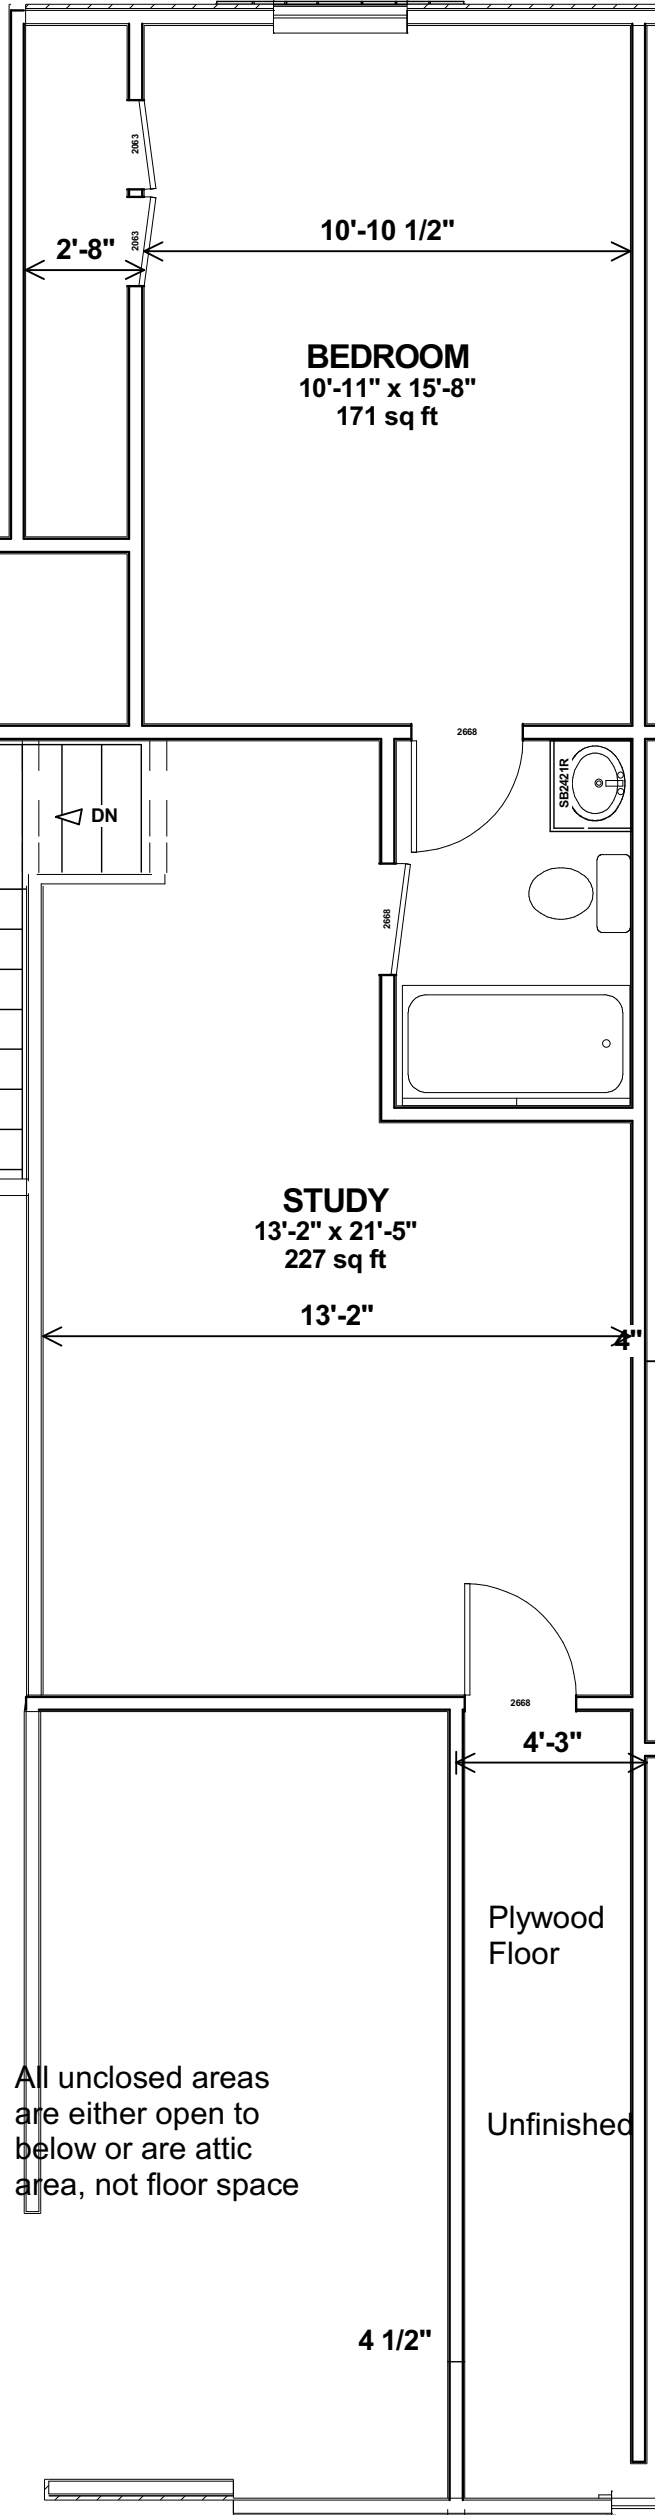 2063
2063
2'-8"
10'-10 1/2"
BEDROOM
10'-11" x 15'-8"
171 sq ft
2668
SB2421R
DN
2668
STUDY
13'-2" x 21'-5"
227 sq ft
13'-2"
4"
2668
4'-3"
Plywood
Floor
All unclosed areas
are either open to
below or are attic
area, not floor space
Unfinished
4 1/2"